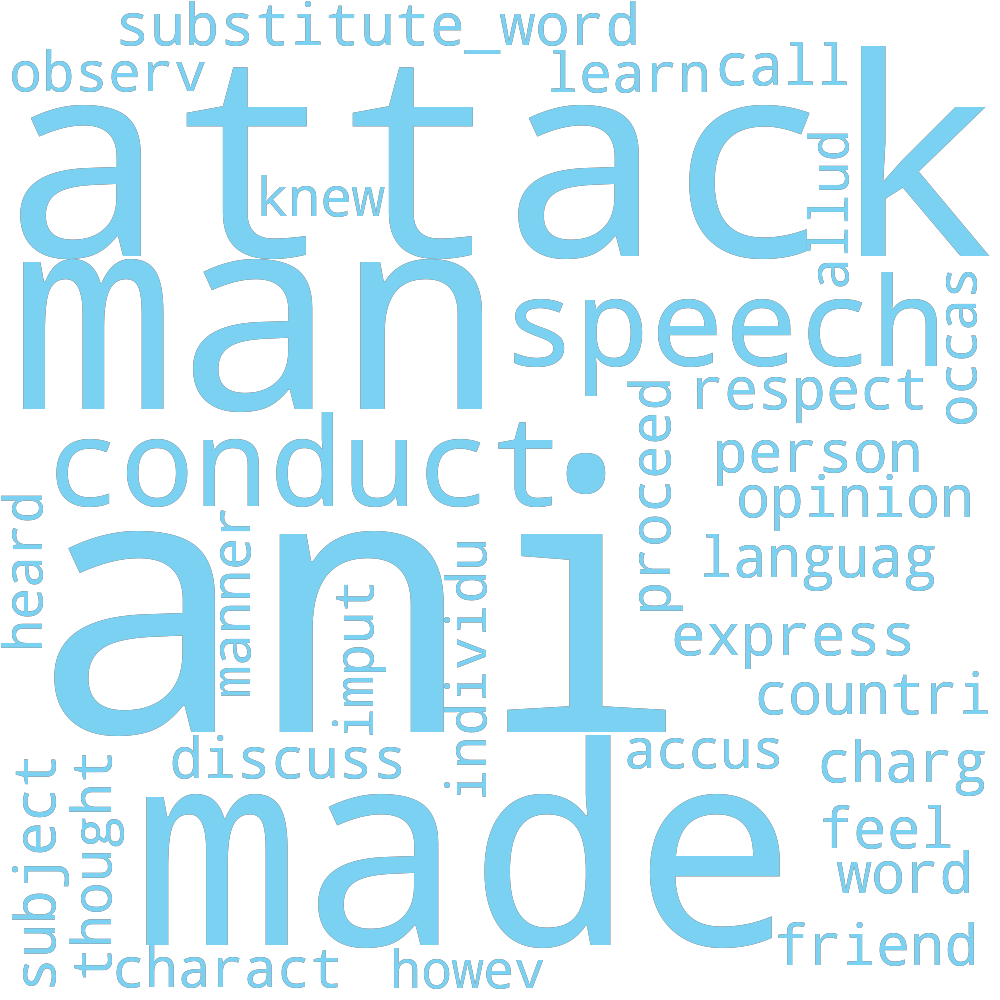 substitute_word
observ
learn
call
attack
knew
allud
man
speech
occas
respect
conduct
proceed
person
opinion
heard
ani
manner
imput
individu
languag
express
countri
discuss
accus
charg
subject
thought
made
feel
word
friend
charact
howev